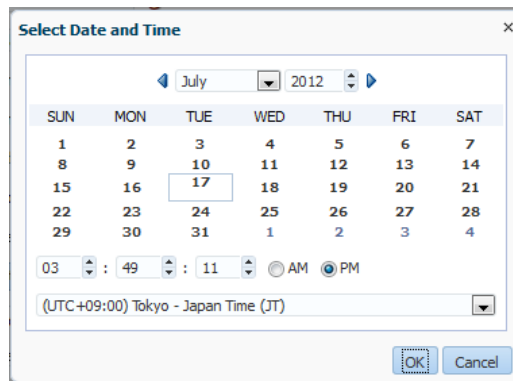 Select Date and Time ×
July 2012
SUN MON TUE WED THU FRI SAT
1 2 3 4 5 6 7
8 9 10 11 12 13 14
15 16 17 18 19 20 21
22 23 24 25 26 27 28
29 30 31 1 2 3 4
03 : 49 : 11 AM PM
(UTC+09:00) Tokyo - Japan Time (JT)
OK Cancel